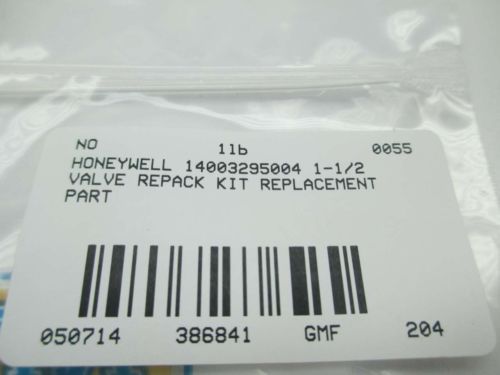 NO 11b 0055
HONEYWELL 14003295004 1-1/2
VALVE REPACK KIT REPLACEMENT
PART
050714 386841 GMF 204